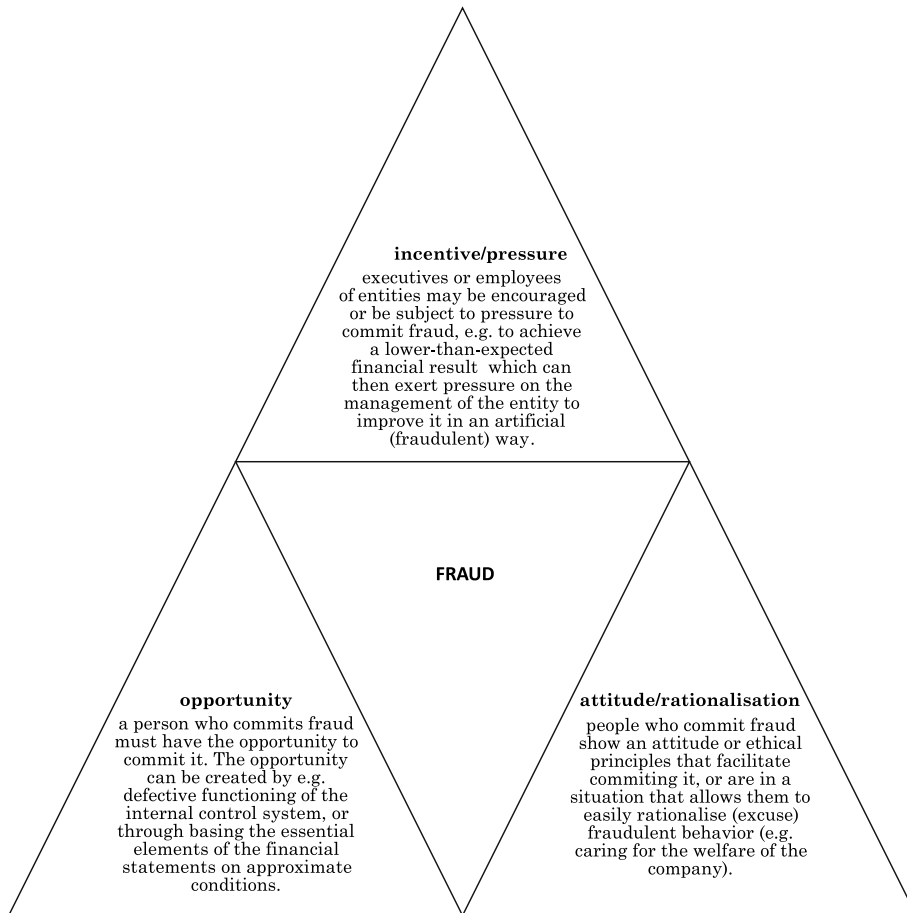 incentive/pressure
executives or employees
of entities may be encouraged
or be subject to pressure to
commit fraud, e.g. to achieve
a lower-than-expected
financial result which can
then exert pressure on the
management of the entity to
improve it in an artificial
(fraudulent) way.
FRAUD
opportunity
a person who commits fraud
must have the opportunity to
commit it. The opportunity
can be created by e.g.
defective functioning of the
internal control system, or
through basing the essential
elements of the financial
statements on approximate
conditions.
attitude/rationalisation
people who commit fraud
show an attitude or ethical
principles that facilitate
commiting it, or are in a
situation that allows them to
easily rationalise (excuse)
fraudulent behavior (e.g.
caring for the welfare of the
company).